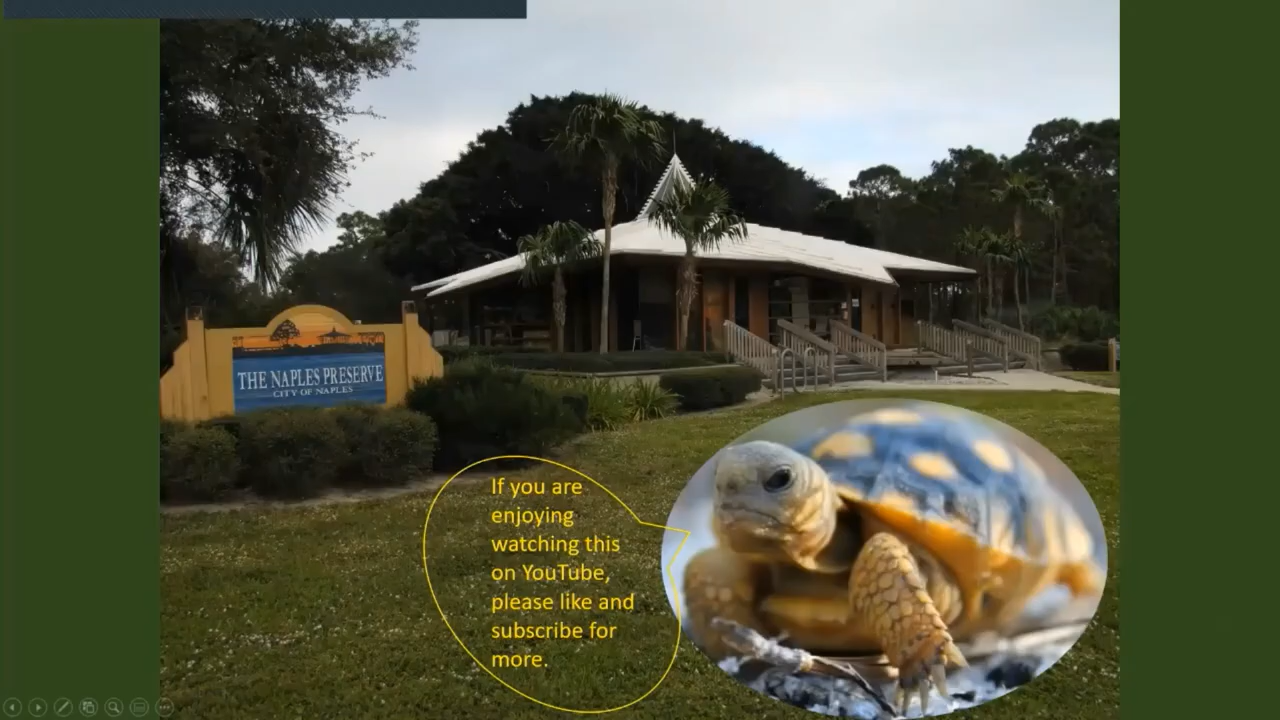 THE NAPLES PRESERVE
CITY OF NAPLES
If you are
enjoying
watching this
on YouTube,
please like and
subscribe for
more.